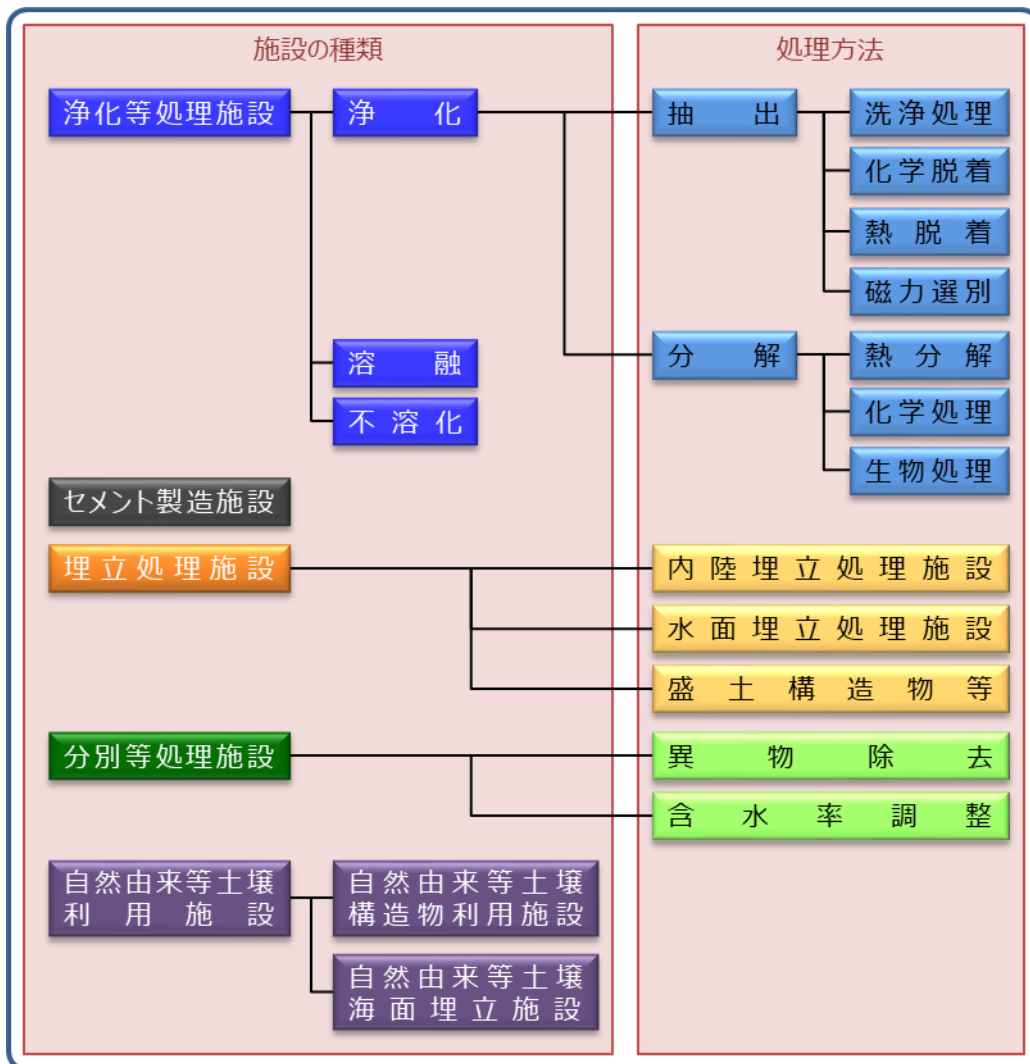 施設の種類
処理方法
浄化等処理施設
浄化
抽出
洗浄処理
化学脱着
熱脱着
磁力選別
分解
熱分解
化学処理
生物処理
溶融
不溶化
セメント製造施設
埋立処理施設
内陸埋立処理施設
水面埋立処理施設
盛土構造物等
分別等処理施設
異物除去
含水率調整
自然由来等土壌
利用施設
自然由来等土壌
構造物利用施設
自然由来等土壌
海面埋立施設